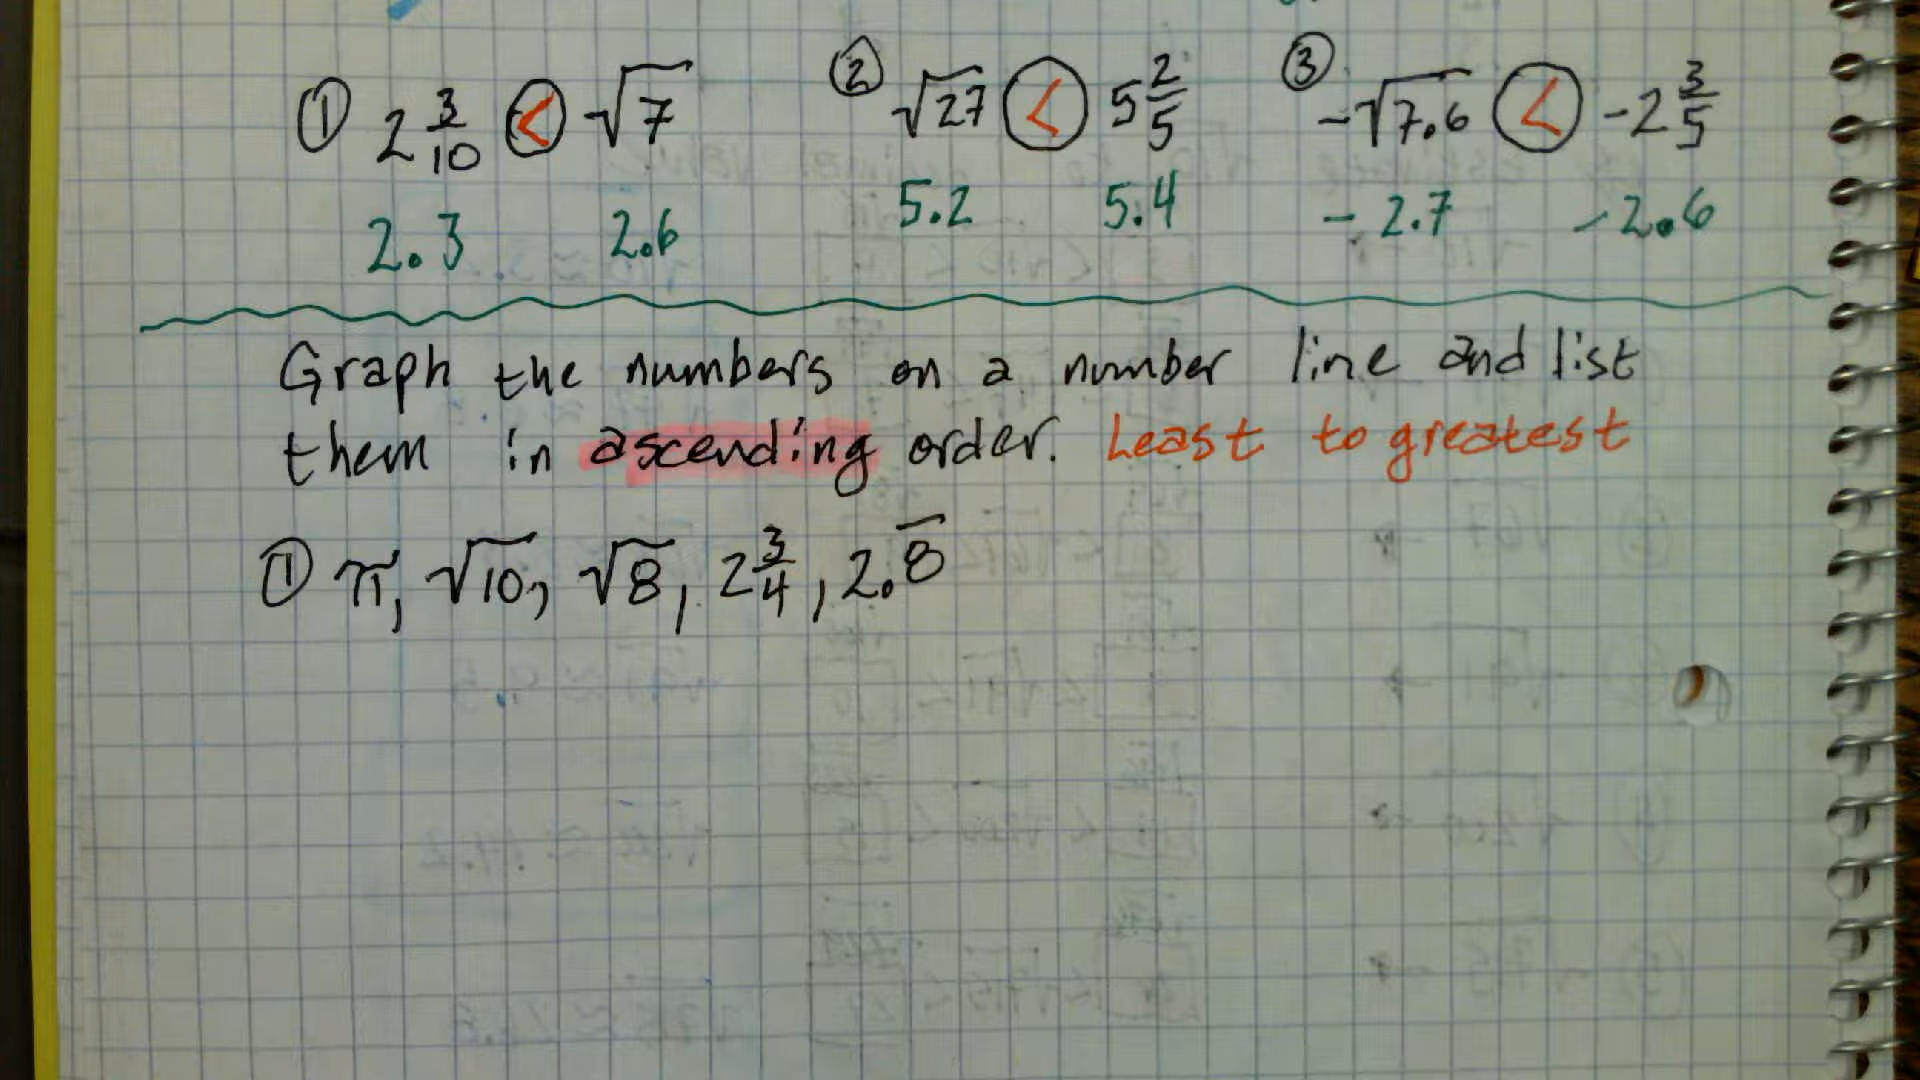 ① 2 3/10 < √7 ② √27 < 5 2/5 ③ -√7.6 < -2 3/5
2.3 2.6 5.2 5.4 -2.7 -2.6
Graph the numbers on a number line and list
them in ascending order. Least to greatest
① π, √10, √8, 2 3/4, 2.8̅